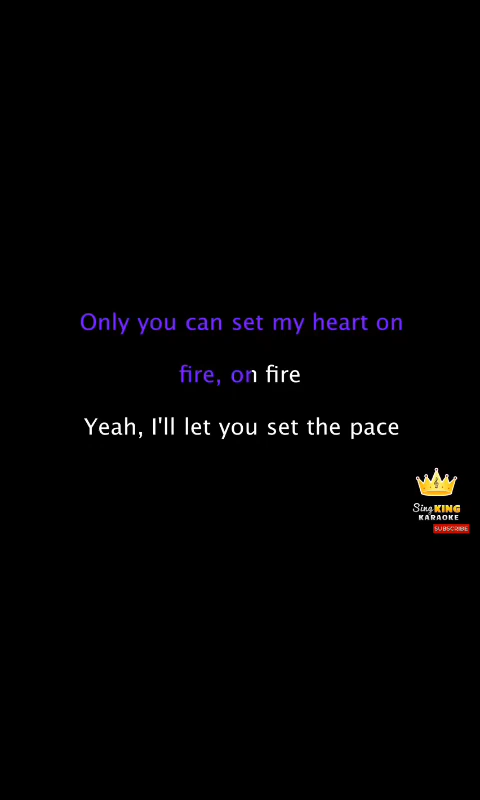 Only you can set my heart on
fire, on fire
Yeah, I'll let you set the pace
Sing KING
KARAOKE
SUBSCRIBE